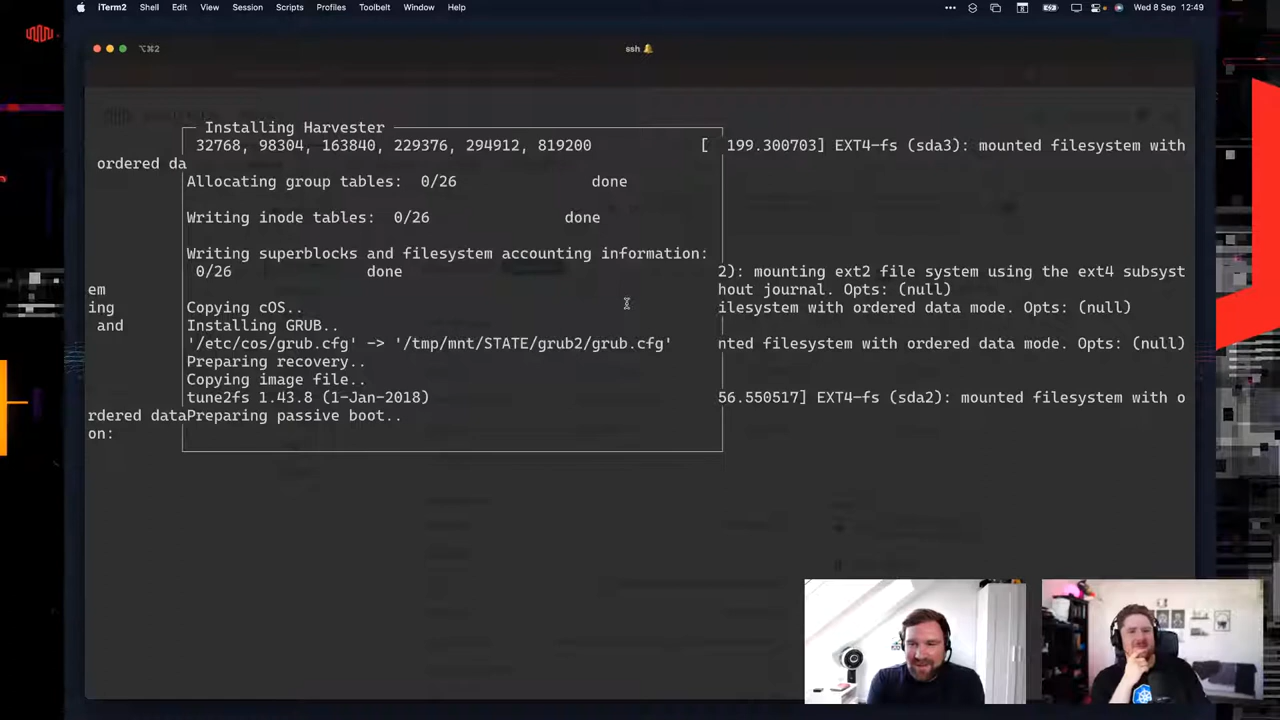 iTerm2 Shell Edit View Session Scripts Profiles Toolbelt Window Help Wed 8 Sep 12:49
⌥⌘2 ssh 🔔
Installing Harvester
32768, 98304, 163840, 229376, 294912, 819200 [ 199.300703] EXT4-fs (sda3): mounted filesystem with
ordered da
Allocating group tables: 0/26 done
Writing inode tables: 0/26 done
Writing superblocks and filesystem accounting information:
0/26 done 2): mounting ext2 file system using the ext4 subsyst
em hout journal. Opts: (null)
ing Copying cOS.. ilesystem with ordered data mode. Opts: (null)
and Installing GRUB..
'/etc/cos/grub.cfg' -> '/tmp/mnt/STATE/grub2/grub.cfg' nted filesystem with ordered data mode. Opts: (null)
Preparing recovery..
Copying image file..
tune2fs 1.43.8 (1-Jan-2018) 56.550517] EXT4-fs (sda2): mounted filesystem with o
rdered dataPreparing passive boot..
on: